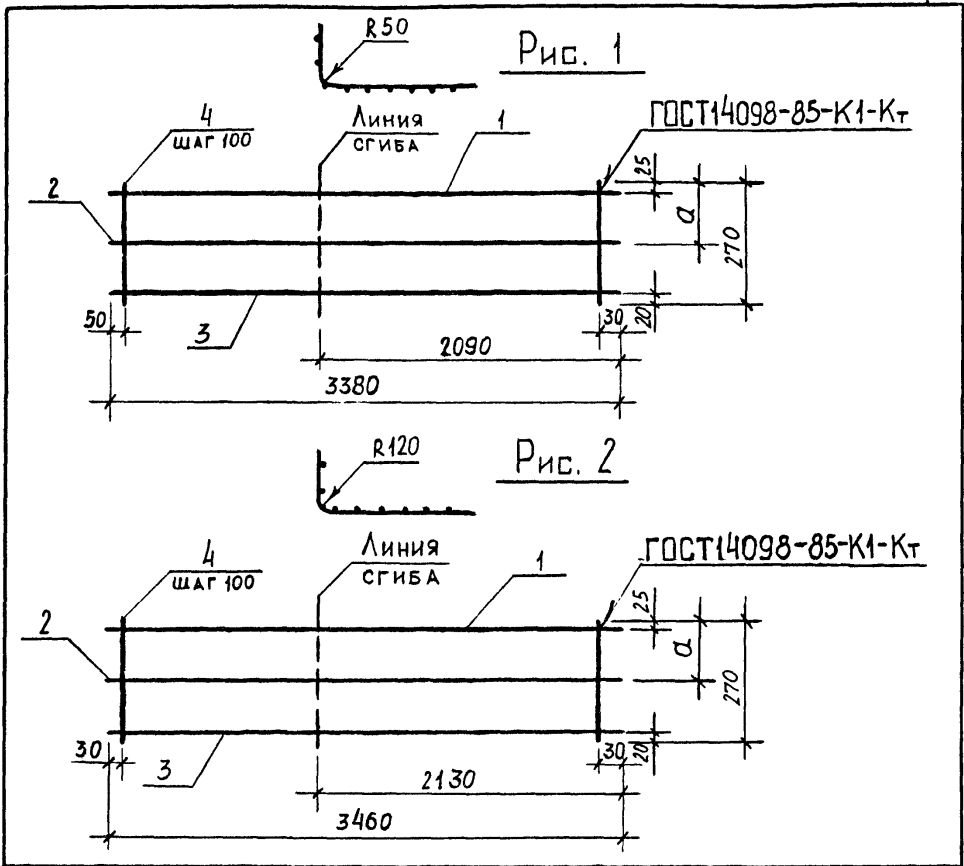 R50
Рис. 1
4
ШАГ 100
Линия
СГИБА
1
ГОСТ14098-85-К1-Кт
2
25
a
270
50
3
30
20
2090
3380
R120
Рис. 2
4
ШАГ 100
Линия
СГИБА
1
ГОСТ14098-85-К1-Кт
2
25
a
270
30
3
30
20
2130
3460